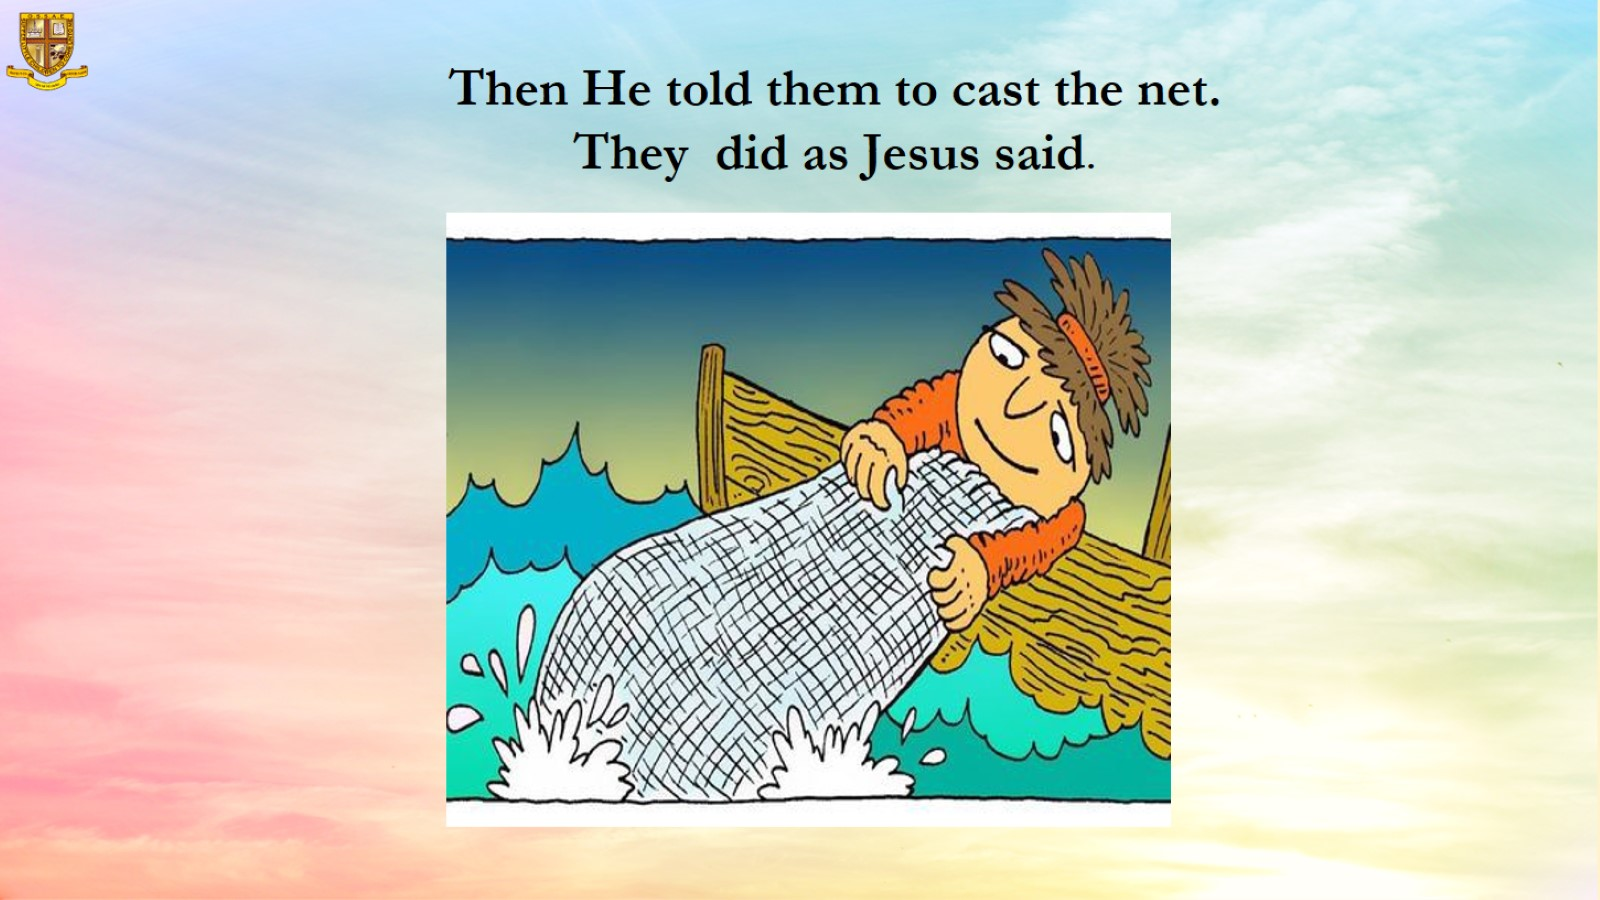 Then He told them to cast the net.
They  did as Jesus said.